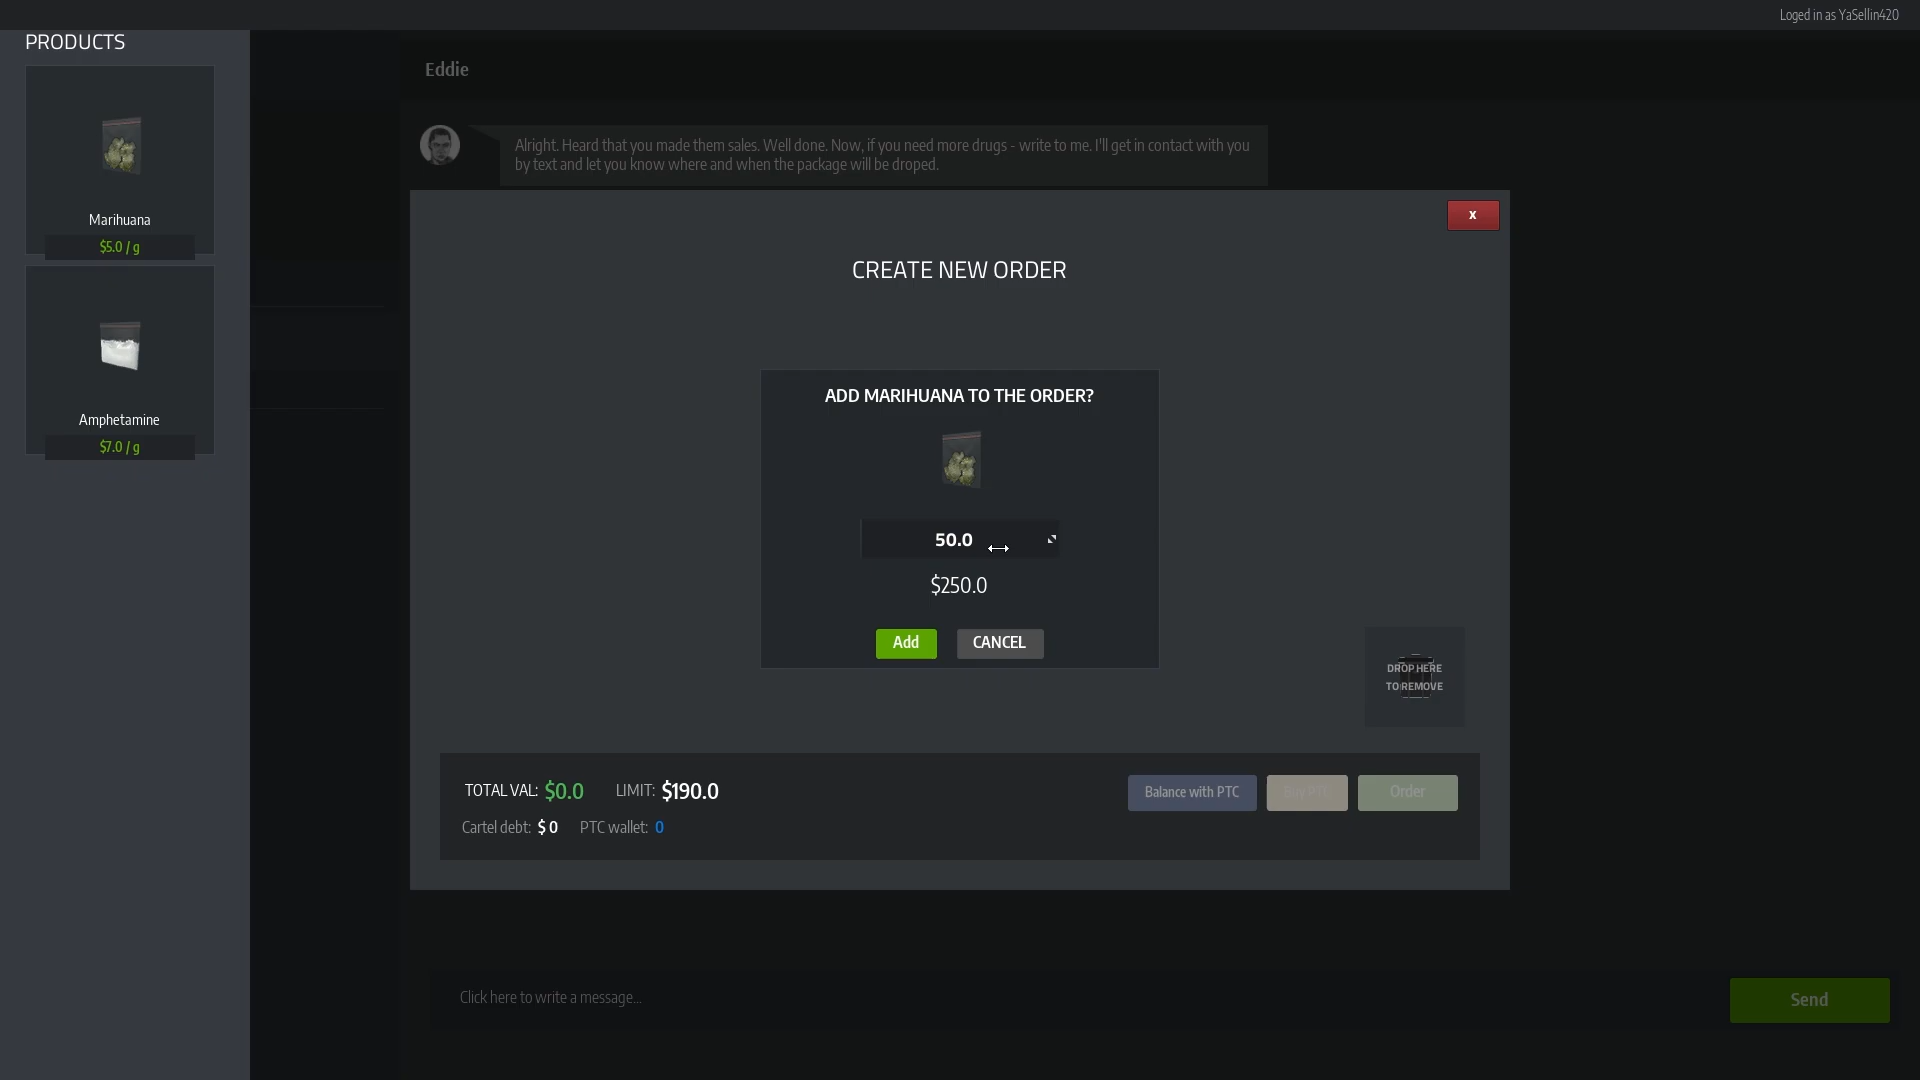 Loged in as YaSellin420
PRODUCTS
Marihuana
$5.0 / g
Amphetamine
$7.0 / g
Eddie
Alright. Heard that you made them sales. Well done. Now, if you need more drugs - write to me. I'll get in contact with you
by text and let you know where and when the package will be droped.
x
CREATE NEW ORDER
ADD MARIHUANA TO THE ORDER?
50.0
$250.0
Add
CANCEL
DROP HERE
TO REMOVE
TOTAL VAL: $0.0
LIMIT: $190.0
Balance with PTC
Buy PTC
Order
Cartel debt: $ 0
PTC wallet: 0
Click here to write a message...
Send